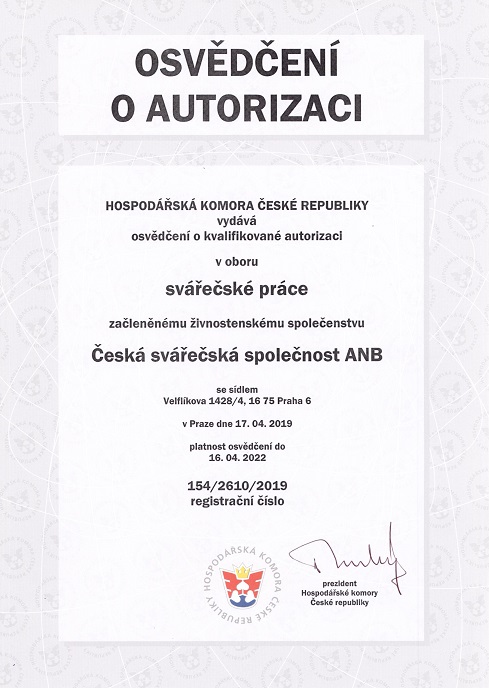 OSVĚDČENÍ
O AUTORIZACI
HOSPODÁŘSKÁ KOMORA ČESKÉ REPUBLIKY
vydává
osvědčení o kvalifikované autorizaci
v oboru
svářečské práce
začleněnému živnostenskému společenstvu
Česká svářečská společnost ANB
se sídlem
Velflíkova 1428/4, 16 75 Praha 6
v Praze dne 17. 04. 2019
platnost osvědčení do
16. 04. 2022
154/2610/2019
registrační číslo
HOSPODÁŘSKÁ KOMORA ČESKÉ REPUBLIKY
prezident
Hospodářské komory
České republiky